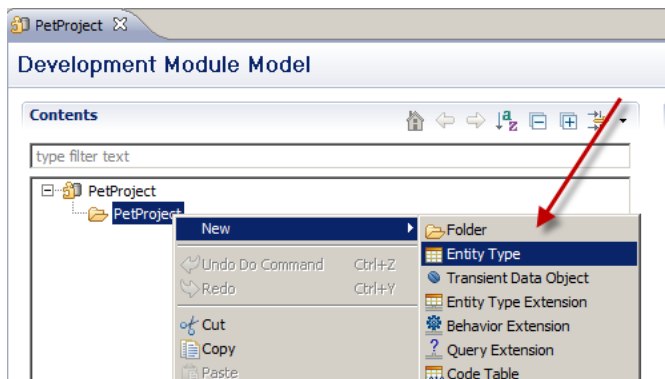 PetProject
Development Module Model
Contents
type filter text
PetProject
PetProject
New
Undo Do Command Ctrl+Z
Redo Ctrl+Y
Cut
Copy
Paste
Folder
Entity Type
Transient Data Object
Entity Type Extension
Behavior Extension
Query Extension
Code Table